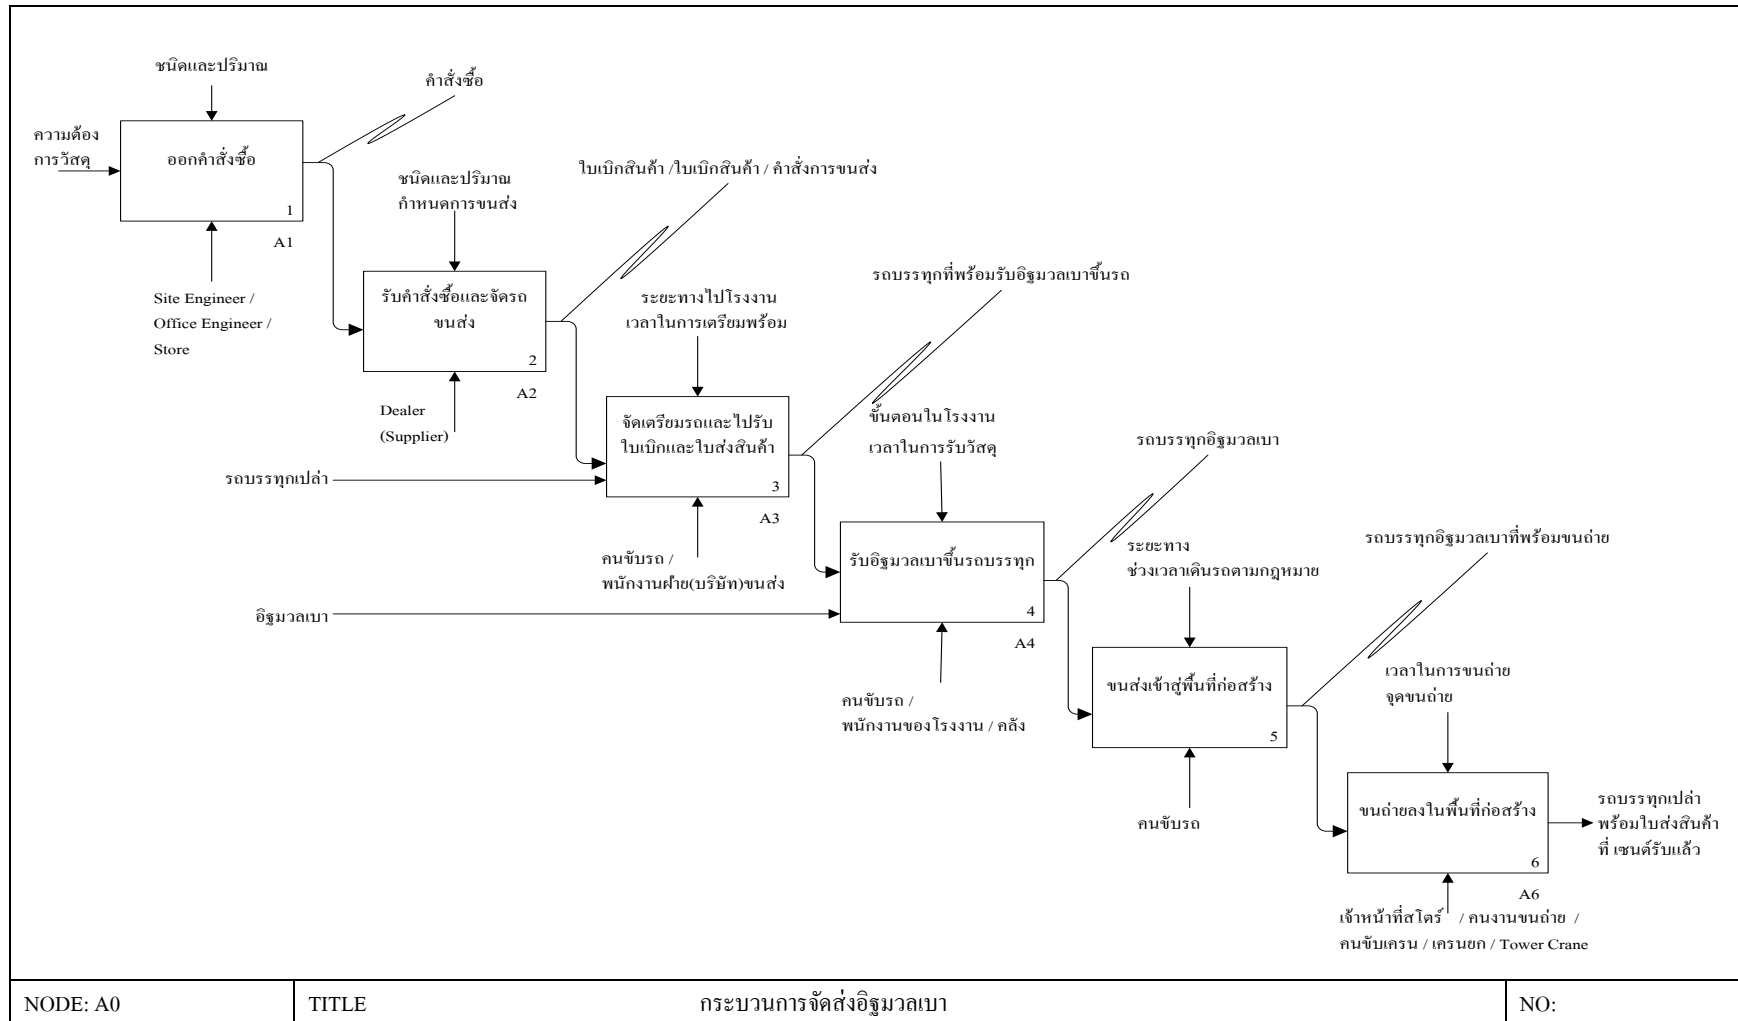 ชนิดและปริมาณ
คำสั่งซื้อ
ความต้อง
การวัสดุ
ออกคำสั่งซื้อ
1
A1
Site Engineer /
Office Engineer /
Store
ชนิดและปริมาณ
กำหนดการขนส่ง
ใบเบิกสินค้า /ใบเบิกสินค้า / คำสั่งการขนส่ง
รับคำสั่งซื้อและจัดรถ
ขนส่ง
2
A2
Dealer
(Supplier)
ระยะทางไปโรงงาน
เวลาในการเตรียมพร้อม
รถบรรทุกที่พร้อมรับอิฐมวลเบาขึ้นรถ
จัดเตรียมรถและไปรับ
ใบเบิกและใบส่งสินค้า
3
A3
รถบรรทุกเปล่า
คนขับรถ /
พนักงานฝ่าย(บริษัท)ขนส่ง
ขั้นตอนในโรงงาน
เวลาในการรับวัสดุ
รถบรรทุกอิฐมวลเบา
รับอิฐมวลเบาขึ้นรถบรรทุก
4
A4
อิฐมวลเบา
คนขับรถ /
พนักงานของโรงงาน / คลัง
ระยะทาง
ช่วงเวลาเดินรถตามกฎหมาย
รถบรรทุกอิฐมวลเบาที่พร้อมขนถ่าย
ขนส่งเข้าสู่พื้นที่ก่อสร้าง
5
คนขับรถ
เวลาในการขนถ่าย
จุดขนถ่าย
ขนถ่ายลงในพื้นที่ก่อสร้าง
6
A6
รถบรรทุกเปล่า
พร้อมใบส่งสินค้า
ที่ เซนต์รับแล้ว
เจ้าหน้าที่สโตร์ / คนงานขนถ่าย /
คนขับเครน / เครนยก / Tower Crane
NODE: A0 TITLE กระบวนการจัดส่งอิฐมวลเบา NO: